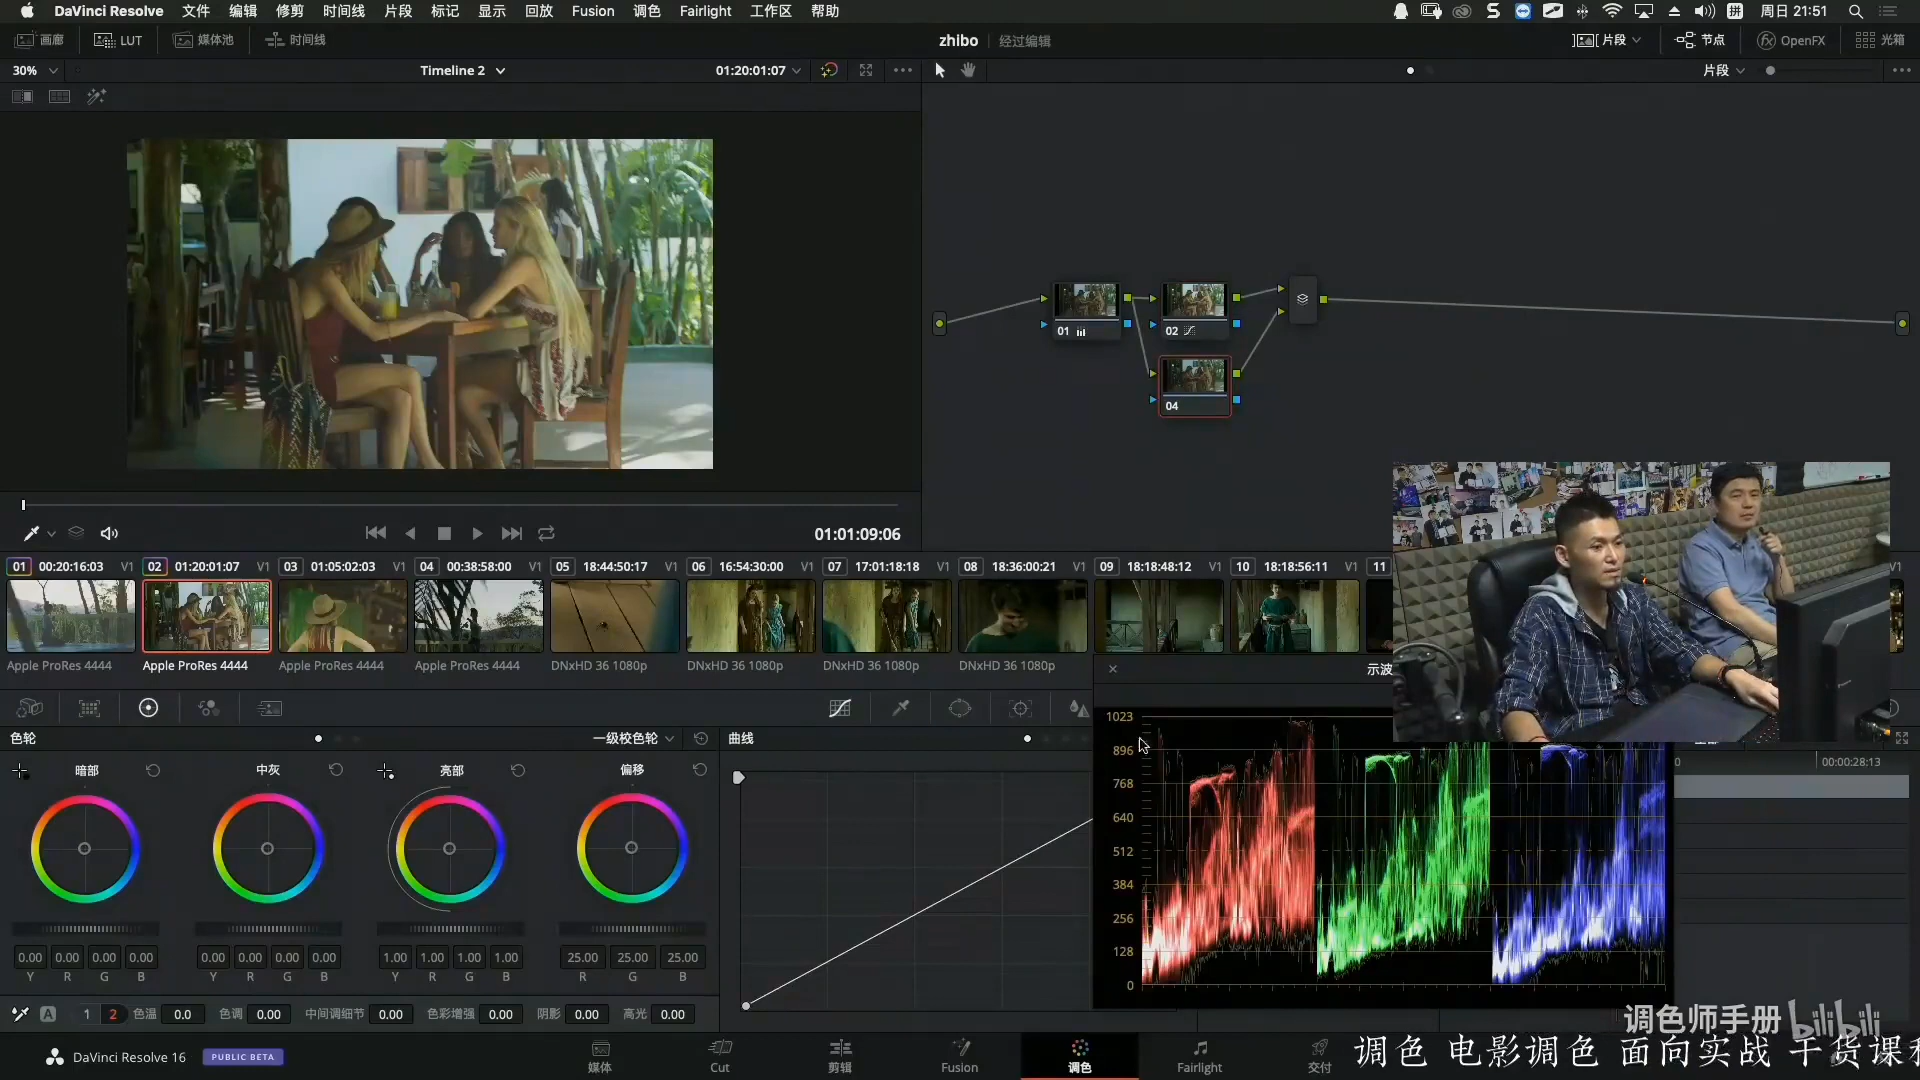 DaVinci Resolve 文件 编辑 修剪 时间线 片段 标记 显示 回放 Fusion 调色 Fairlight 工作区 帮助 拼 周日 21:51
画廊 LUT 媒体池 时间线 zhibo 经过编辑 片段 节点 OpenFX 光箱
30% Timeline 2 01:20:01:07 片段
01 02
04
01:01:09:06
01 00:20:16:03 V1 02 01:20:01:07 V1 03 01:05:02:03 V1 04 00:38:58:00 V1 05 18:44:50:17 V1 06 16:54:30:00 V1 07 17:01:18:18 V1 08 18:36:00:21 V1 09 18:18:48:12 V1 10 18:18:56:11 V1 11 V1
Apple ProRes 4444 Apple ProRes 4444 Apple ProRes 4444 Apple ProRes 4444 DNxHD 36 1080p DNxHD 36 1080p DNxHD 36 1080p DNxHD 36 1080p
示波
色轮 一级校色轮 曲线
暗部 中灰 亮部 偏移
1023
896
768
640
512
384
256
128
0
00:00:28:13
0.00 0.00 0.00 0.00 0.00 0.00 0.00 0.00 1.00 1.00 1.00 1.00 25.00 25.00 25.00
Y R G B Y R G B Y R G B R G B
A 1 2 色温 0.0 色调 0.00 中间调细节 0.00 色彩增强 0.00 阴影 0.00 高光 0.00
调色师手册 bilibili
DaVinci Resolve 16 PUBLIC BETA 媒体 Cut 剪辑 Fusion 调色 Fairlight 交付
调色 电影调色 面向实战 干货课程